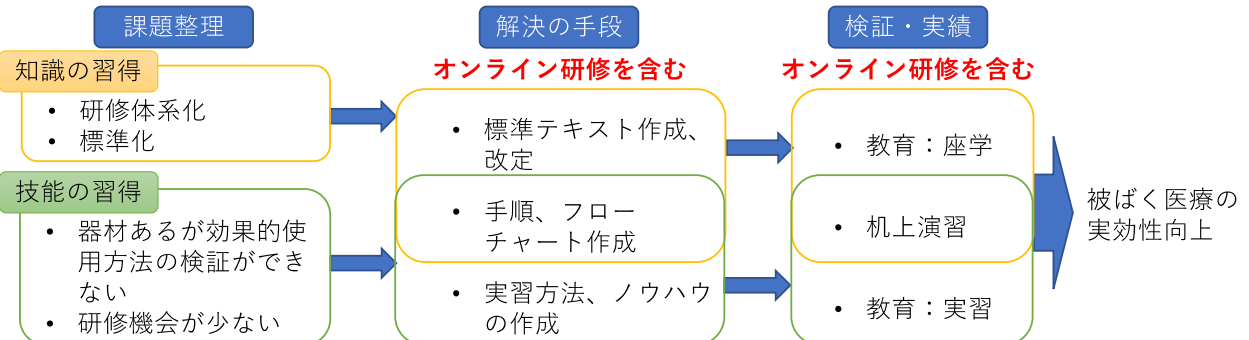 課題整理
解決の手段
検証・実績
知識の習得
• 研修体系化
• 標準化
技能の習得
• 器材あるが効果的使
用方法の検証ができ
ない
• 研修機会が少ない
オンライン研修を含む
• 標準テキスト作成、
改定
• 手順、フロー
チャート作成
• 実習方法、ノウハウ
の作成
オンライン研修を含む
• 教育：座学
• 机上演習
• 教育：実習
被ばく医療の
実効性向上